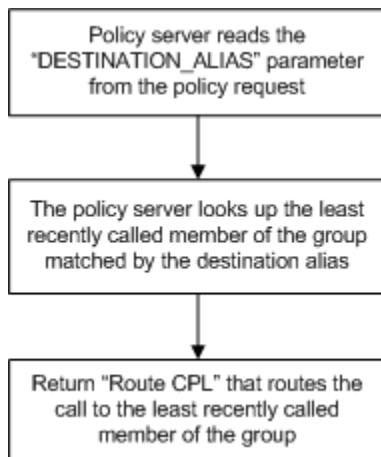 Policy server reads the
“DESTINATION_ALIAS” parameter
from the policy request
The policy server looks up the least
recently called member of the group
matched by the destination alias
Return “Route CPL” that routes the
call to the least recently called
member of the group